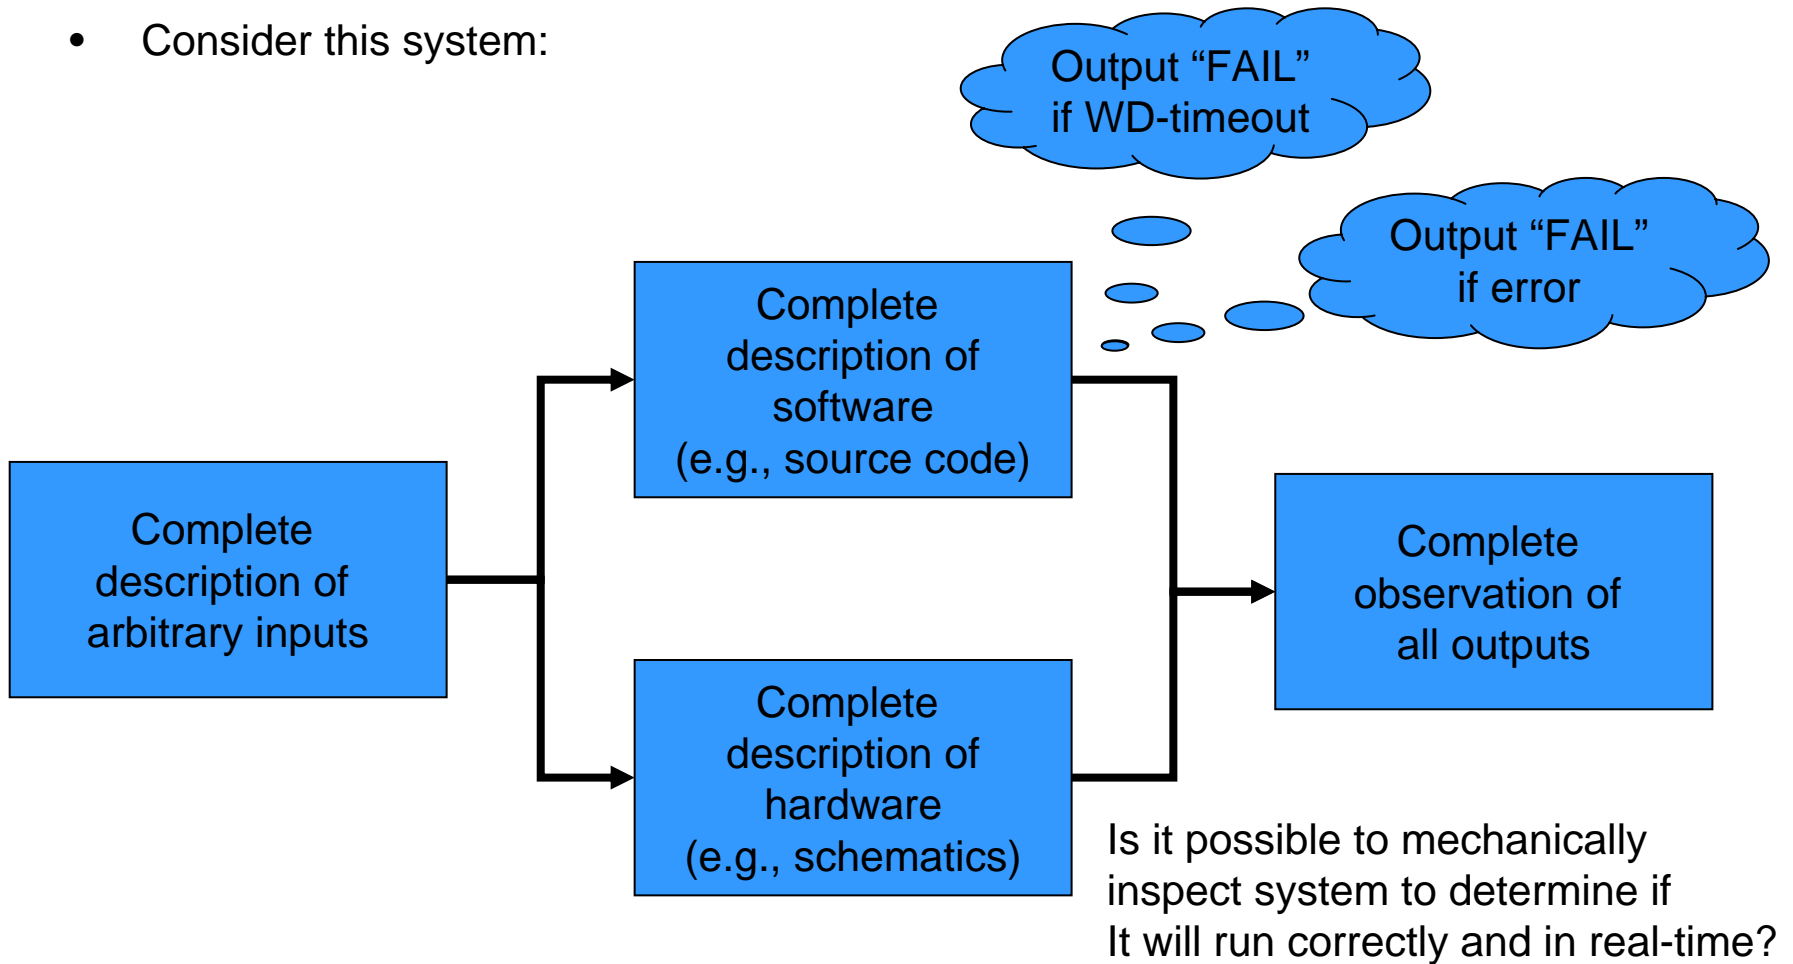 • Consider this system:
Output “FAIL”
if WD-timeout
Output “FAIL”
if error
Complete
description of
software
(e.g., source code)
Complete
description of
arbitrary inputs
Complete
observation of
all outputs
Complete
description of
hardware
(e.g., schematics)
Is it possible to mechanically
inspect system to determine if
It will run correctly and in real-time?